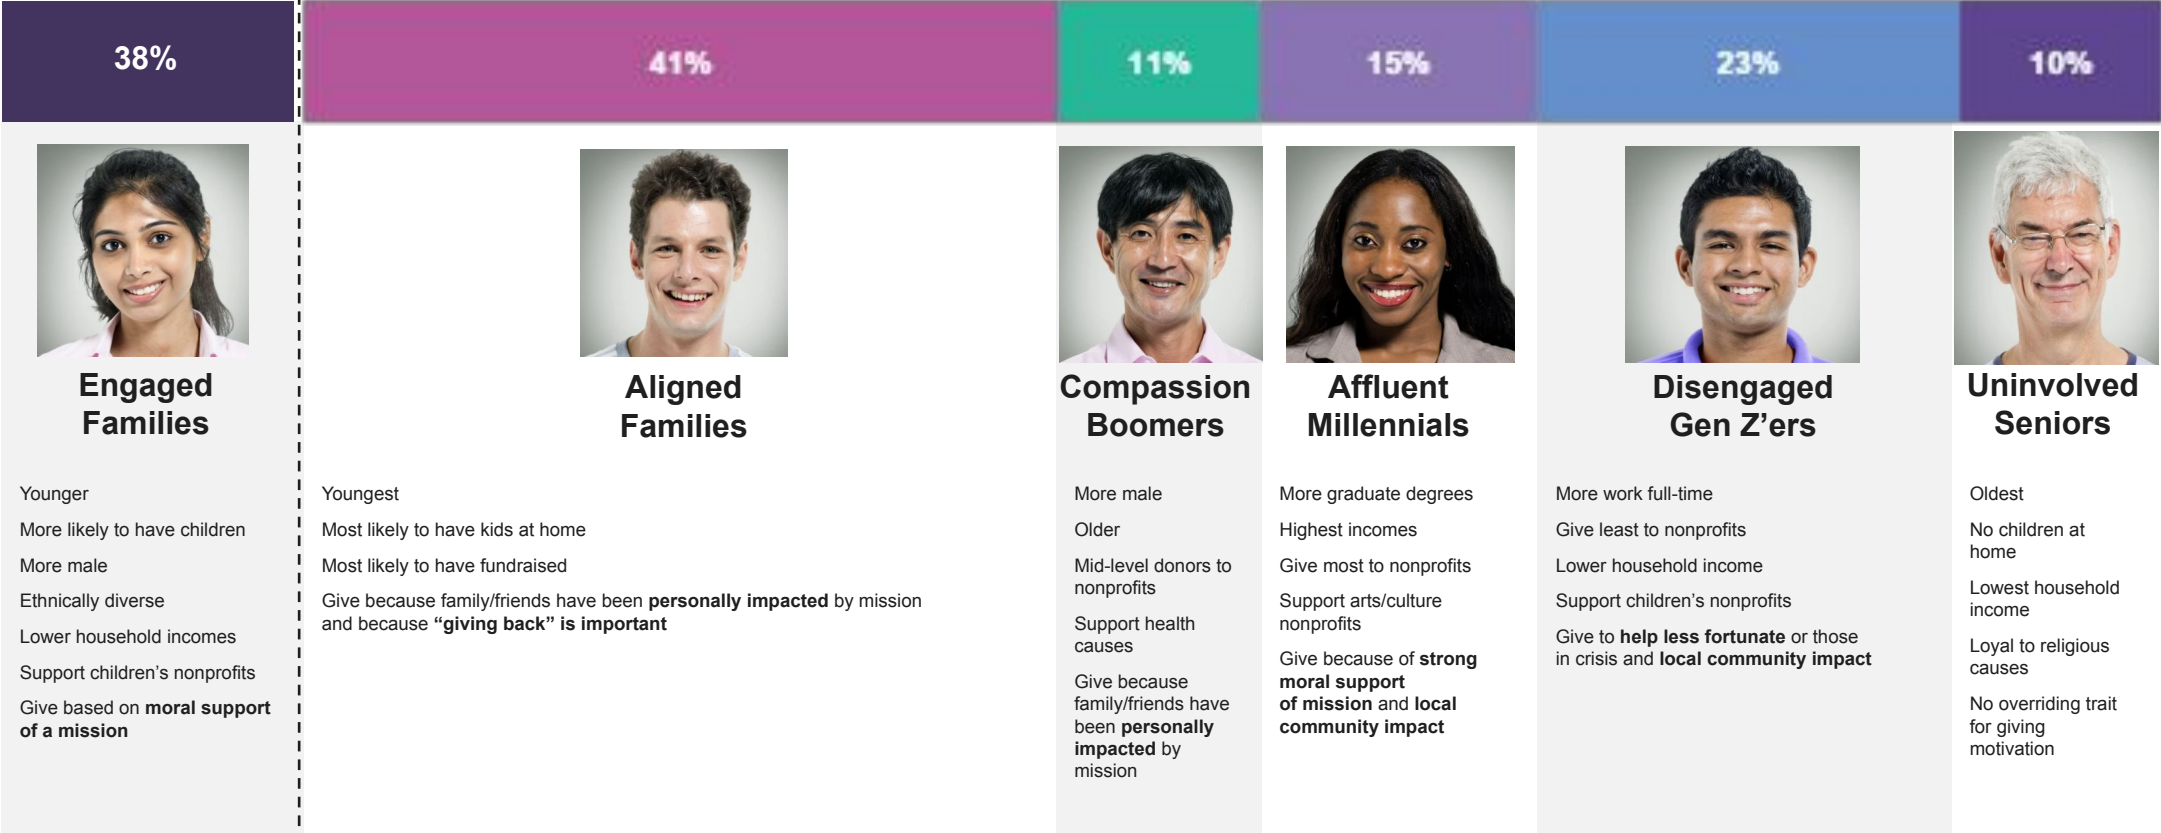 38%
41%
11%
15%
23%
10%
Engaged
Families
Younger
More likely to have children
More male
Ethnically diverse
Lower household incomes
Support children’s nonprofits
Give based on moral support
of a mission
Aligned
Families
Youngest
Most likely to have kids at home
Most likely to have fundraised
Give because family/friends have been personally impacted by mission
and because “giving back” is important
Compassion
Boomers
More male
Older
Mid-level donors to
nonprofits
Support health
causes
Give because
family/friends have
been personally
impacted by
mission
Affluent
Millennials
More graduate degrees
Highest incomes
Give most to nonprofits
Support arts/culture
nonprofits
Give because of strong
moral support
of mission and local
community impact
Disengaged
Gen Z’ers
More work full-time
Give least to nonprofits
Lower household income
Support children’s nonprofits
Give to help less fortunate or those
in crisis and local community impact
Uninvolved
Seniors
Oldest
No children at
home
Lowest household
income
Loyal to religious
causes
No overriding trait
for giving
motivation